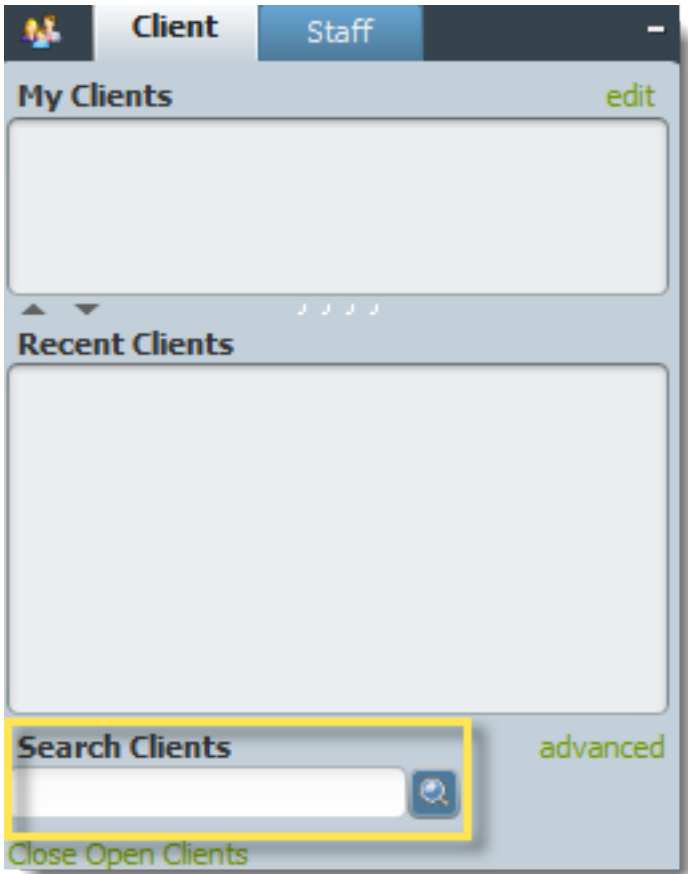 Client Staff
My Clients edit
Recent Clients
Search Clients advanced
Close Open Clients